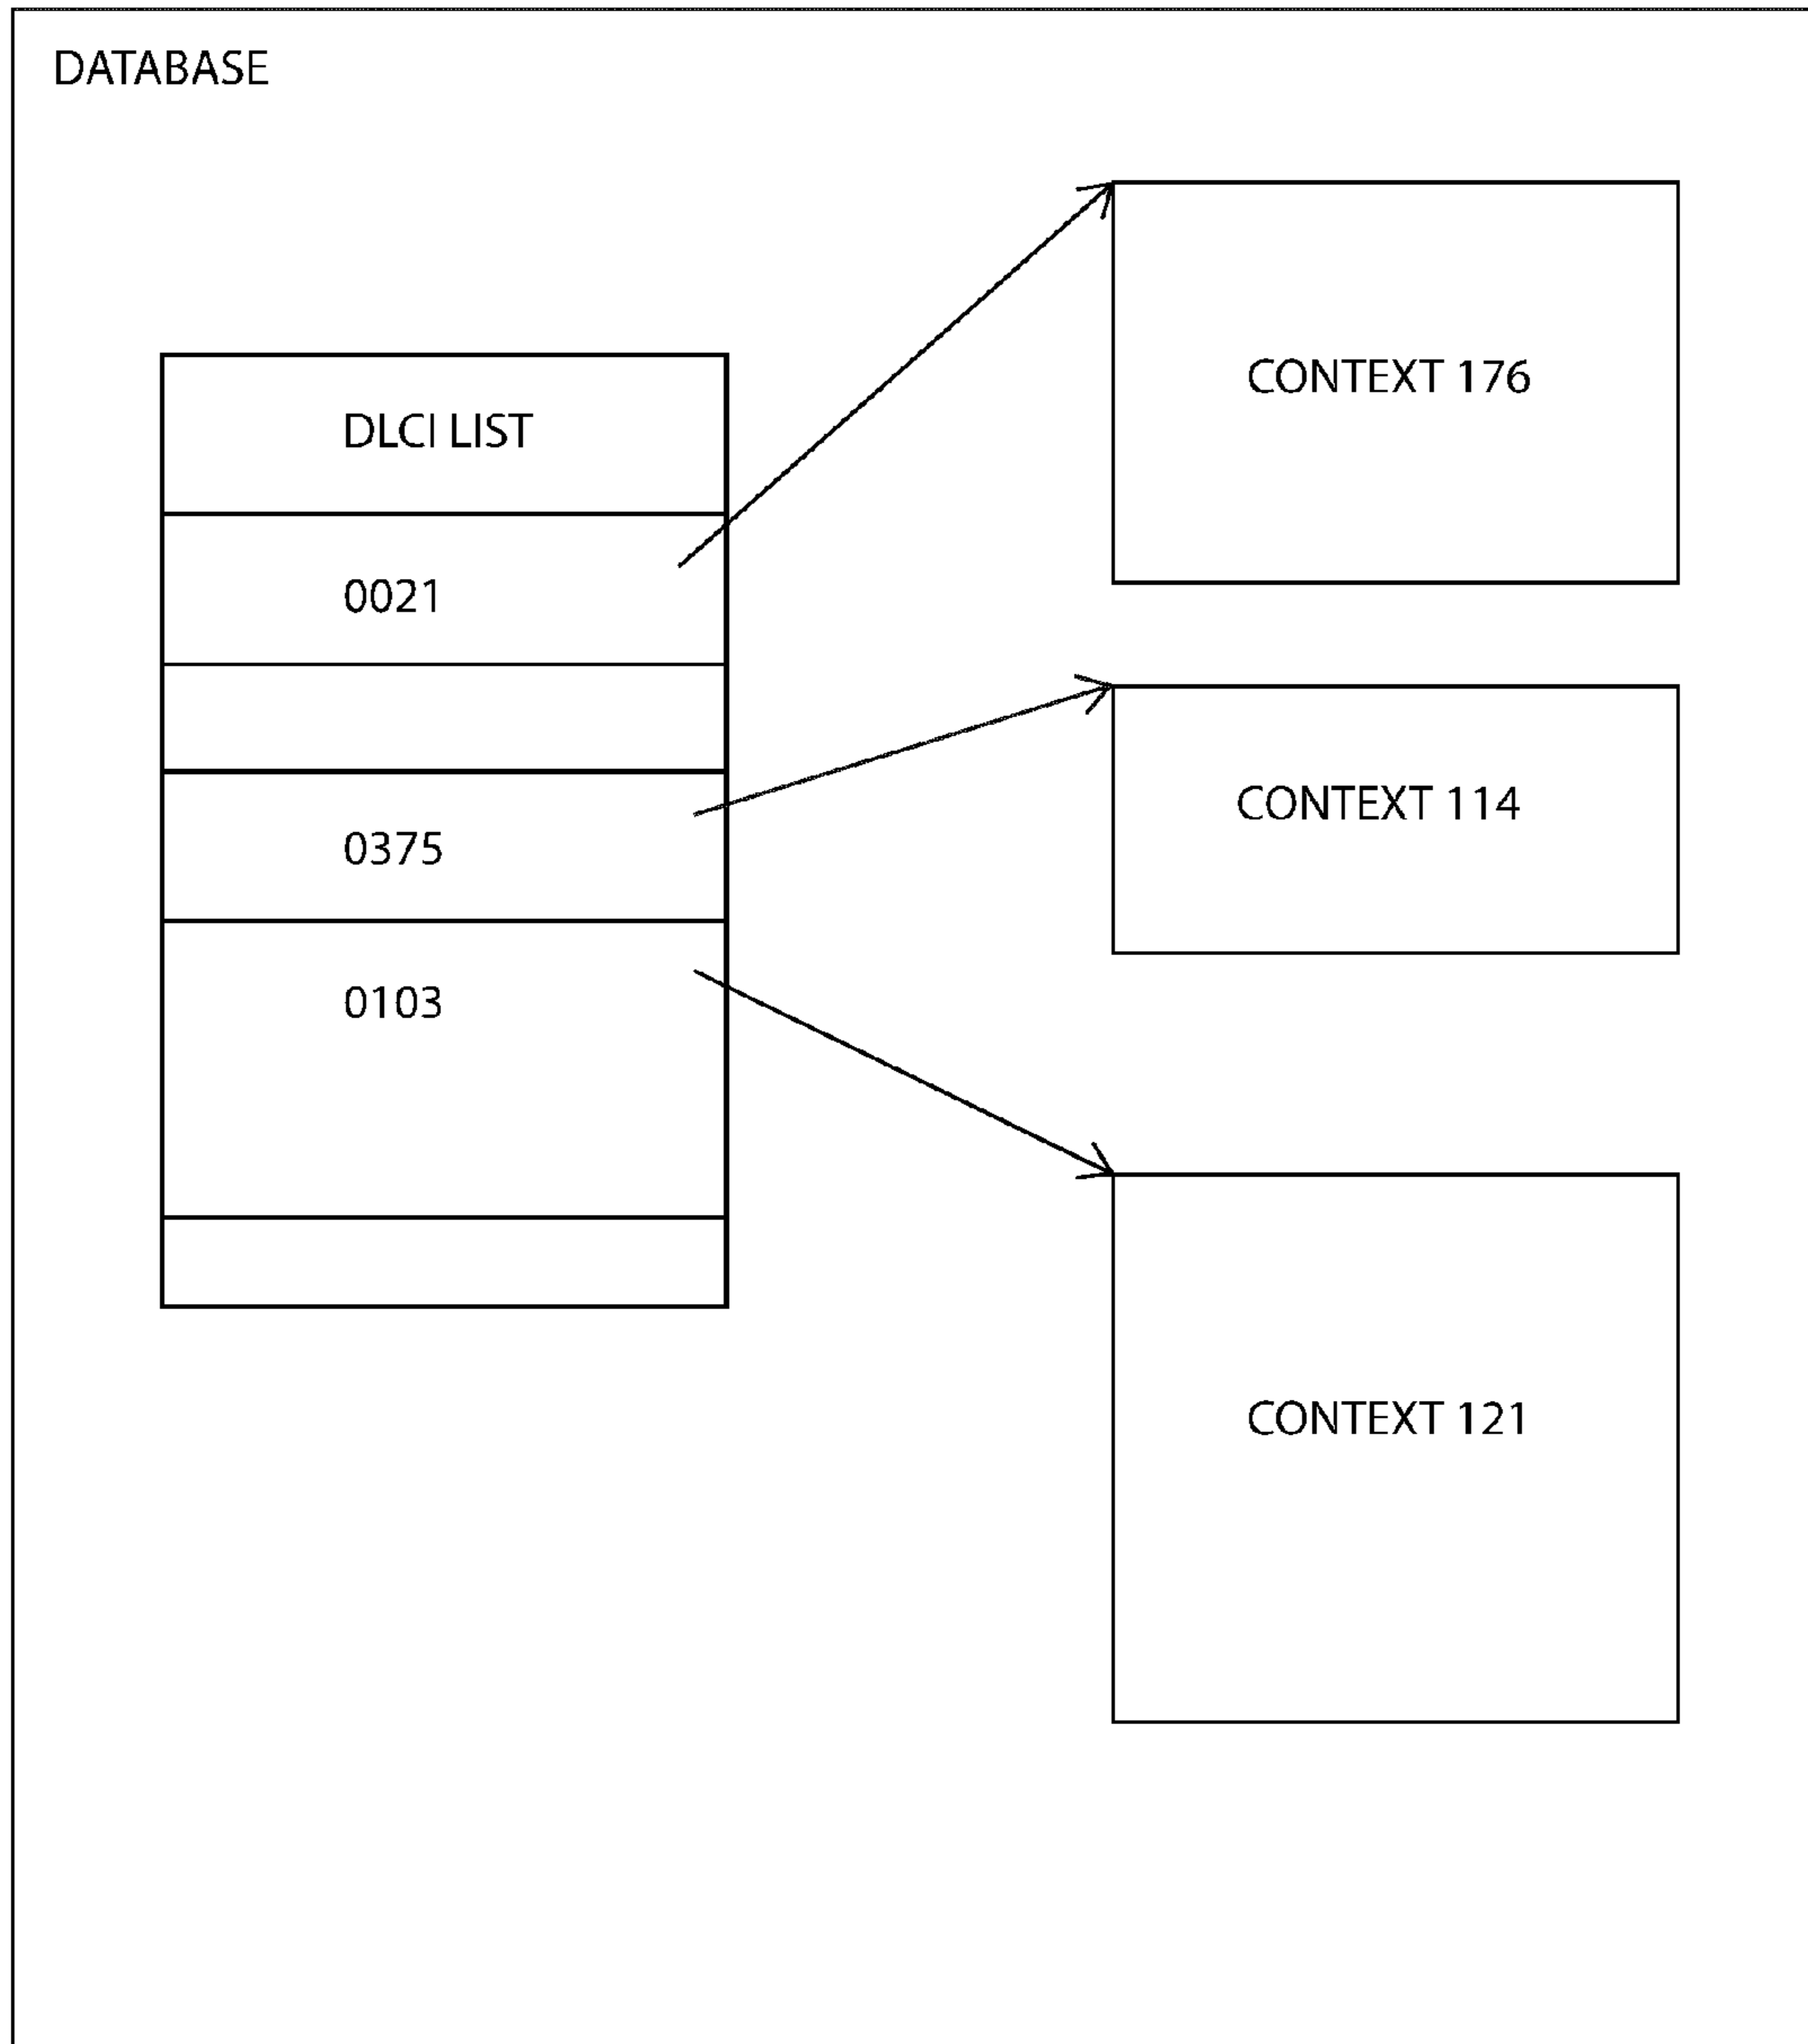 DATABASE
DLCI LIST
0021
0375
0103
CONTEXT 176
CONTEXT 114
CONTEXT 121